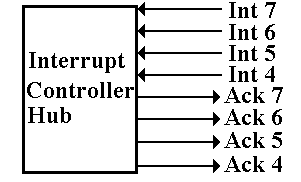 Interrupt
Controller
Hub
Int 7
Int 6
Int 5
Int 4
Ack 7
Ack 6
Ack 5
Ack 4